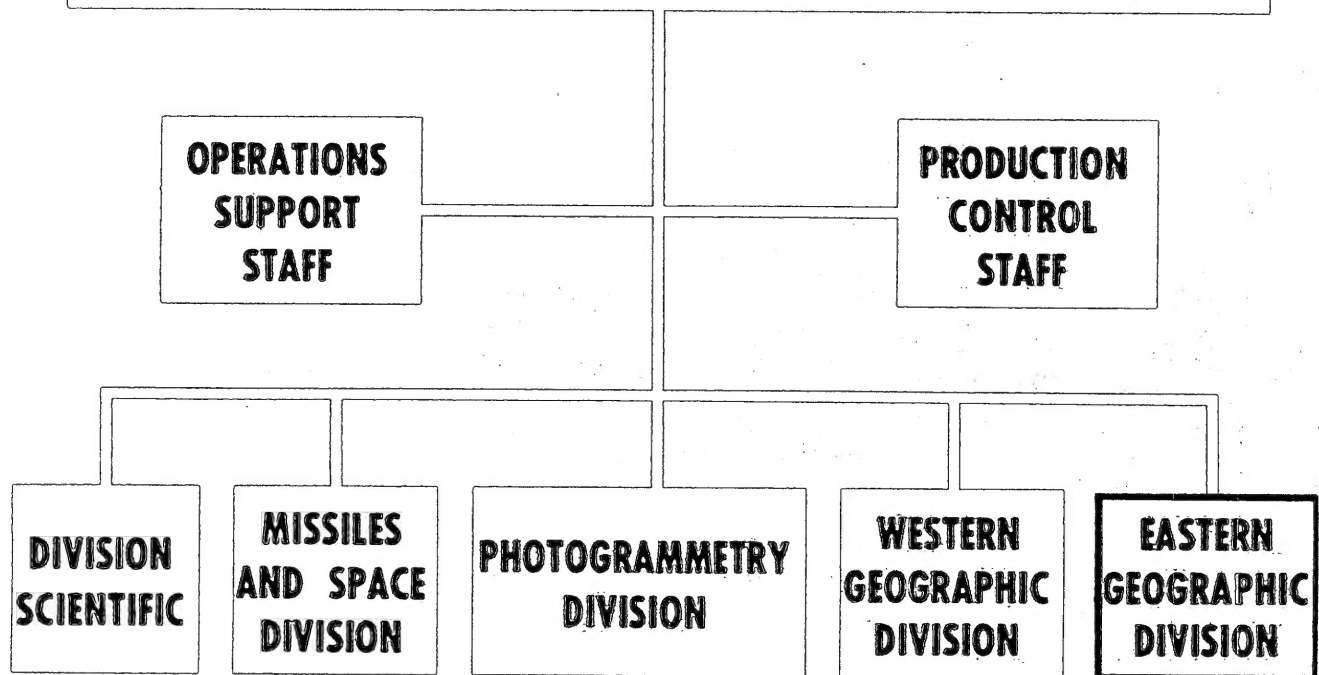 OPERATIONS
SUPPORT
STAFF
PRODUCTION
CONTROL
STAFF
DIVISION
SCIENTIFIC
MISSILES
AND SPACE
DIVISION
PHOTOGRAMMETRY
DIVISION
WESTERN
GEOGRAPHIC
DIVISION
EASTERN
GEOGRAPHIC
DIVISION